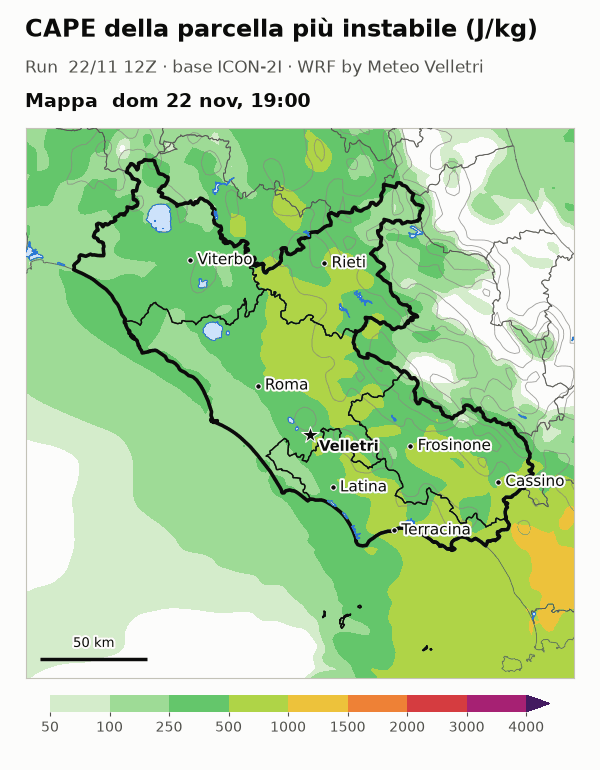 CAPE della parcella più instabile (J/kg)
Run 22/11 12Z · base ICON-2I · WRF by Meteo Velletri
Mappa dom 22 nov, 19:00
Viterbo
Rieti
Roma
Velletri
Frosinone
Cassino
Latina
Terracina
50 km
50 100 250 500 1000 1500 2000 3000 4000